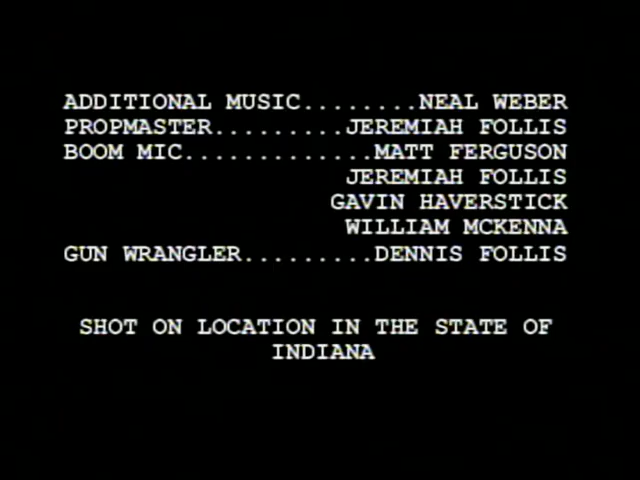 ADDITIONAL MUSIC........NEAL WEBER
PROPMASTER.........JEREMIAH FOLLIS
BOOM MIC.............MATT FERGUSON
JEREMIAH FOLLIS
GAVIN HAVERSTICK
WILLIAM MCKENNA
GUN WRANGLER.........DENNIS FOLLIS
SHOT ON LOCATION IN THE STATE OF
INDIANA